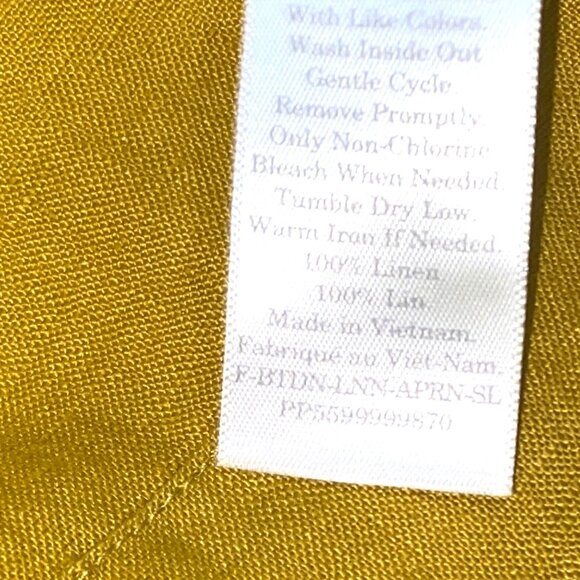 With Like Colors.
Wash Inside Out
Gentle Cycle
Remove Promptly.
Only Non-Chlorine
Bleach When Needed.
Tumble Dry Low.
Warm Iron If Needed.
100% Linen
100% Lin
Made in Vietnam.
Fabrique au Viet-Nam.
F-BTDN-LNN-APRN-SL
PP5599999870